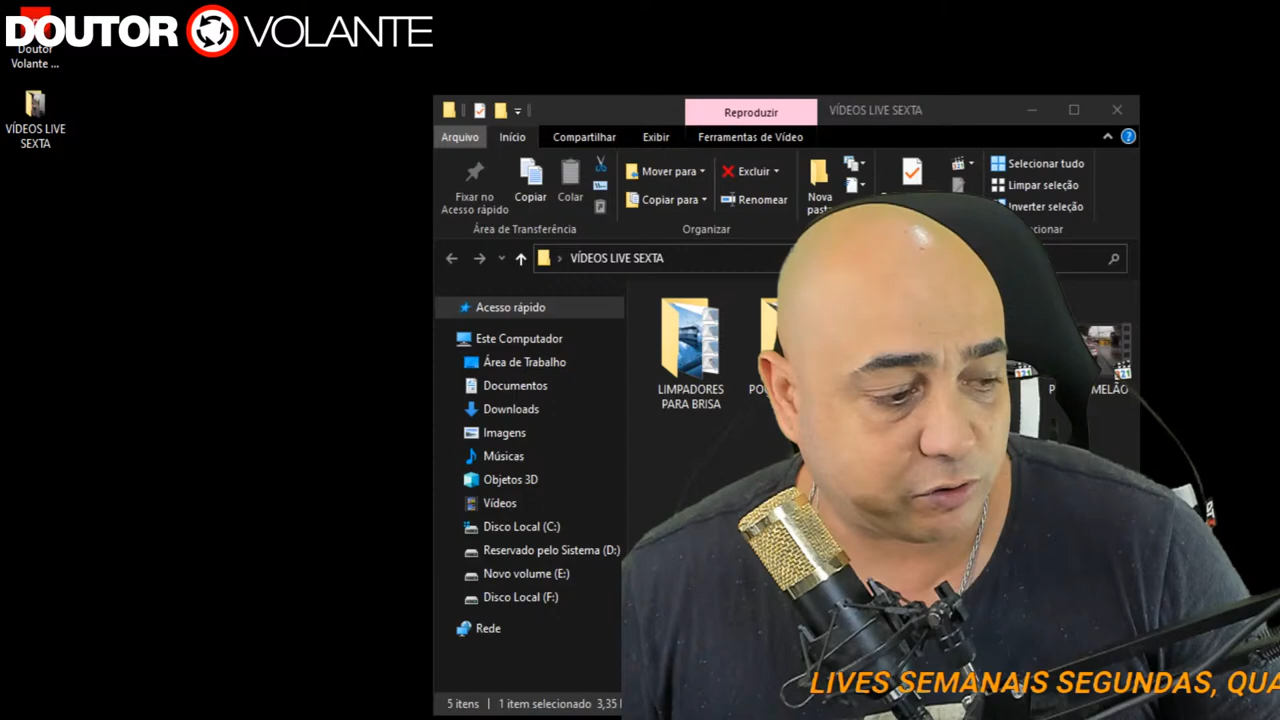 DOUTOR VOLANTE
Doutor
Volante ...
VÍDEOS LIVE
SEXTA
Reproduzir
VÍDEOS LIVE SEXTA
Arquivo
Início
Compartilhar
Exibir
Ferramentas de Vídeo
Fixar no
Acesso rápido
Copiar
Colar
Mover para
Copiar para
Excluir
Renomear
Nova
pasta
Selecionar tudo
Limpar seleção
Inverter seleção
Área de Transferência
Organizar
VÍDEOS LIVE SEXTA
Acesso rápido
Este Computador
Área de Trabalho
Documentos
Downloads
Imagens
Músicas
Objetos 3D
Vídeos
Disco Local (C:)
Reservado pelo Sistema (D:)
Novo volume (E:)
Disco Local (F:)
Rede
LIMPADORES
PARA BRISA
5 itens
1 item selecionado 3,35
LIVES SEMANAIS SEGUNDAS, QUA